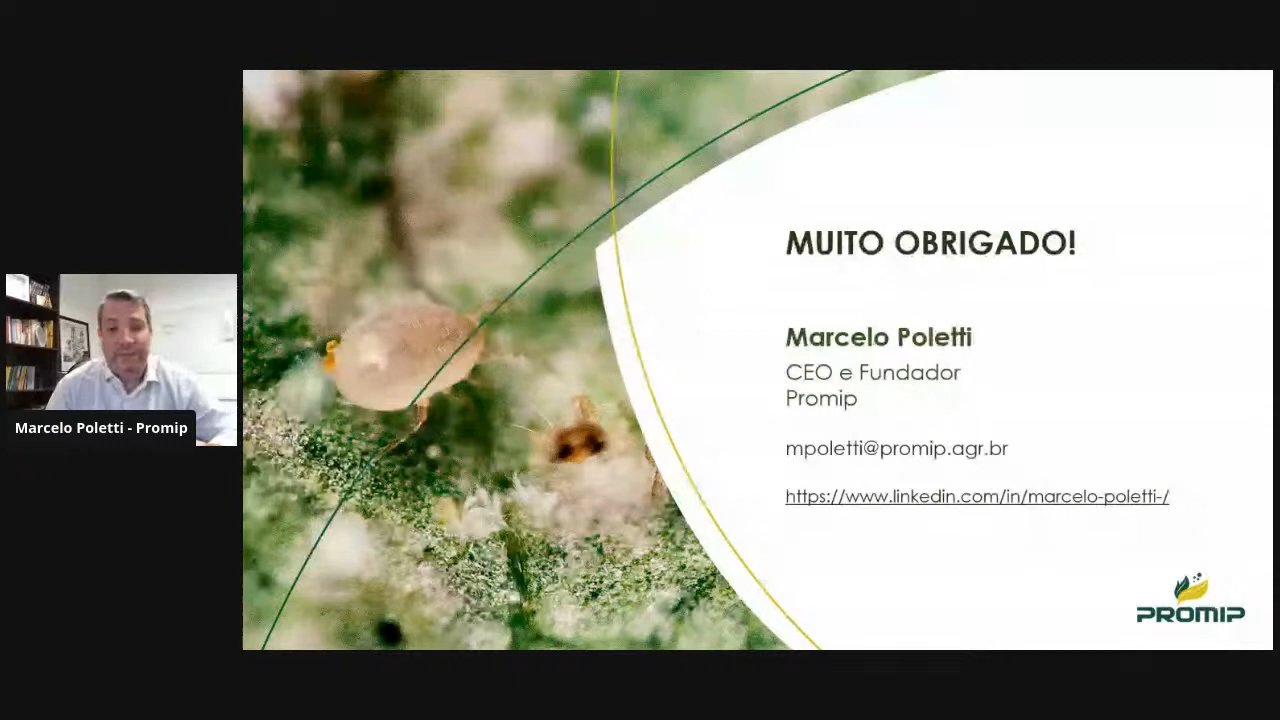 Marcelo Poletti - Promip
MUITO OBRIGADO!
Marcelo Poletti
CEO e Fundador
Promip
mpoletti@promip.agr.br
https://www.linkedin.com/in/marcelo-poletti-/
PROMIP